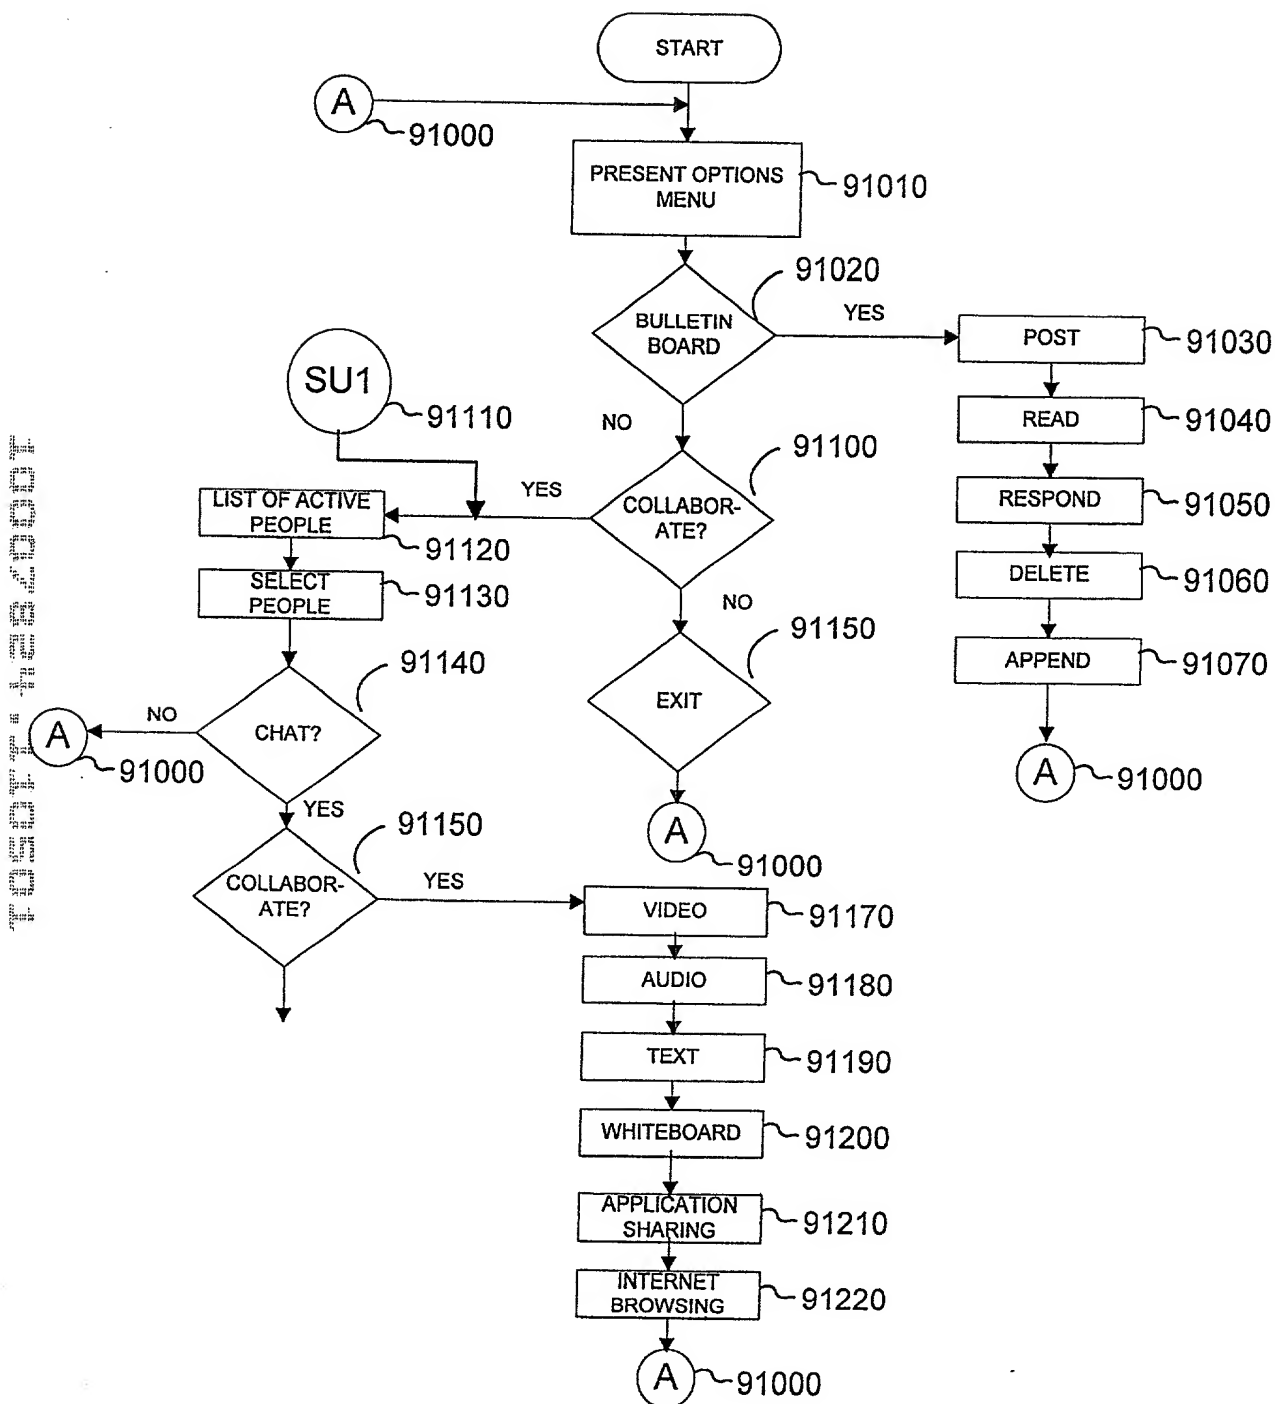 START
A
91000
PRESENT OPTIONS
MENU
91010
91020
BULLETIN
BOARD
YES
POST
91030
SU1
91110
READ
91040
NO
91100
RESPOND
91050
COLLABOR-
ATE?
YES
LIST OF ACTIVE
PEOPLE
91120
DELETE
91060
SELECT
PEOPLE
91130
NO
91150
APPEND
91070
EXIT
91140
CHAT?
NO
A
91000
A
91000
YES
A
91000
91150
COLLABOR-
ATE?
YES
VIDEO
91170
AUDIO
91180
TEXT
91190
WHITEBOARD
91200
APPLICATION
SHARING
91210
INTERNET
BROWSING
91220
A
91000
10007824.110501